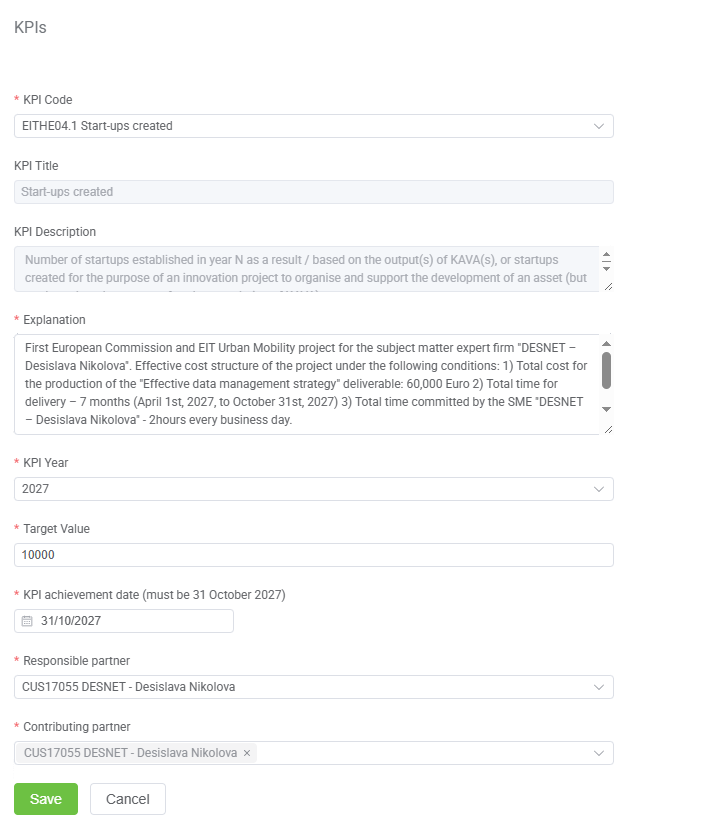 KPIs
* KPI Code
EITHE04.1 Start-ups created
KPI Title
Start-ups created
KPI Description
Number of startups established in year N as a result / based on the output(s) of KAVA(s), or startups
created for the purpose of an innovation project to organise and support the development of an asset (but
* Explanation
First European Commission and EIT Urban Mobility project for the subject matter expert firm "DESNET –
Desislava Nikolova". Effective cost structure of the project under the following conditions: 1) Total cost for
the production of the "Effective data management strategy" deliverable: 60,000 Euro 2) Total time for
delivery – 7 months (April 1st, 2027, to October 31st, 2027) 3) Total time committed by the SME "DESNET
– Desislava Nikolova" - 2hours every business day.
* KPI Year
2027
* Target Value
10000
* KPI achievement date (must be 31 October 2027)
31/10/2027
* Responsible partner
CUS17055 DESNET - Desislava Nikolova
* Contributing partner
CUS17055 DESNET - Desislava Nikolova ×
Save Cancel